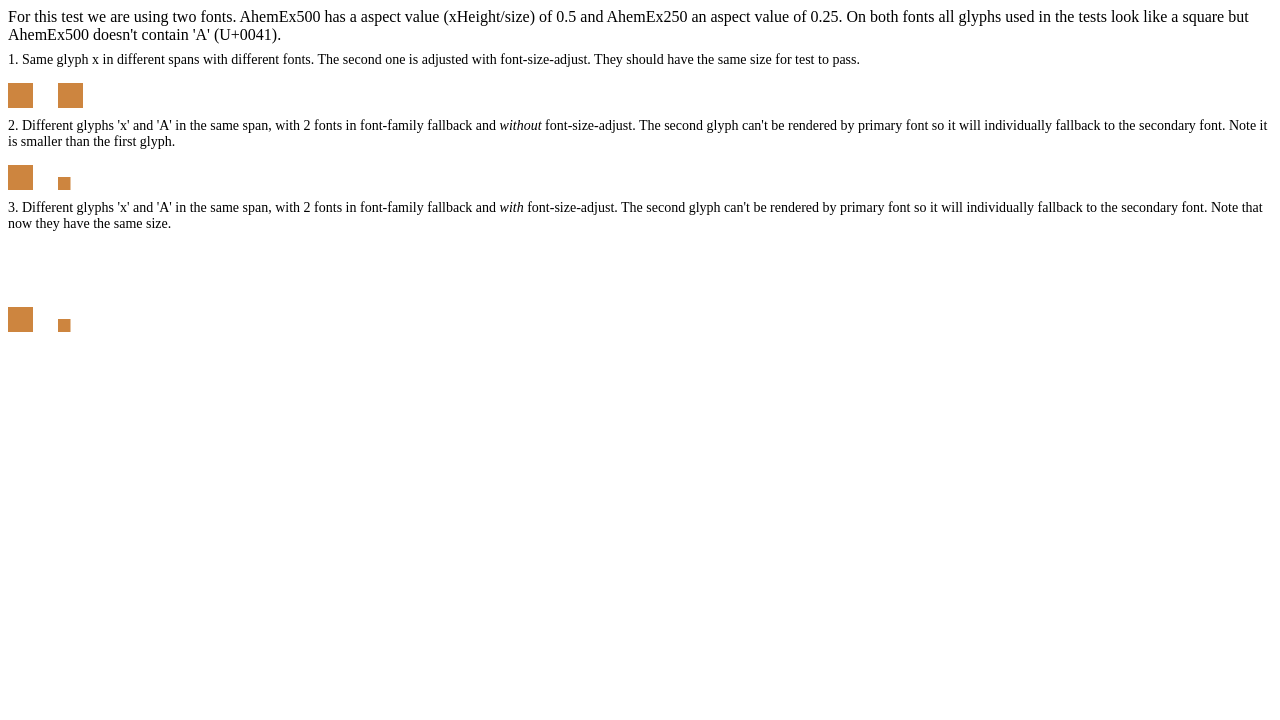 For this test we are using two fonts. AhemEx500 has a aspect value (xHeight/size) of 0.5 and AhemEx250 an aspect value of 0.25. On both fonts all glyphs used in the tests look like a square but
AhemEx500 doesn't contain 'A' (U+0041).
1. Same glyph x in different spans with different fonts. The second one is adjusted with font-size-adjust. They should have the same size for test to pass.
2. Different glyphs 'x' and 'A' in the same span, with 2 fonts in font-family fallback and without font-size-adjust. The second glyph can't be rendered by primary font so it will individually fallback to the secondary font. Note it
is smaller than the first glyph.
3. Different glyphs 'x' and 'A' in the same span, with 2 fonts in font-family fallback and with font-size-adjust. The second glyph can't be rendered by primary font so it will individually fallback to the secondary font. Note that
now they have the same size.